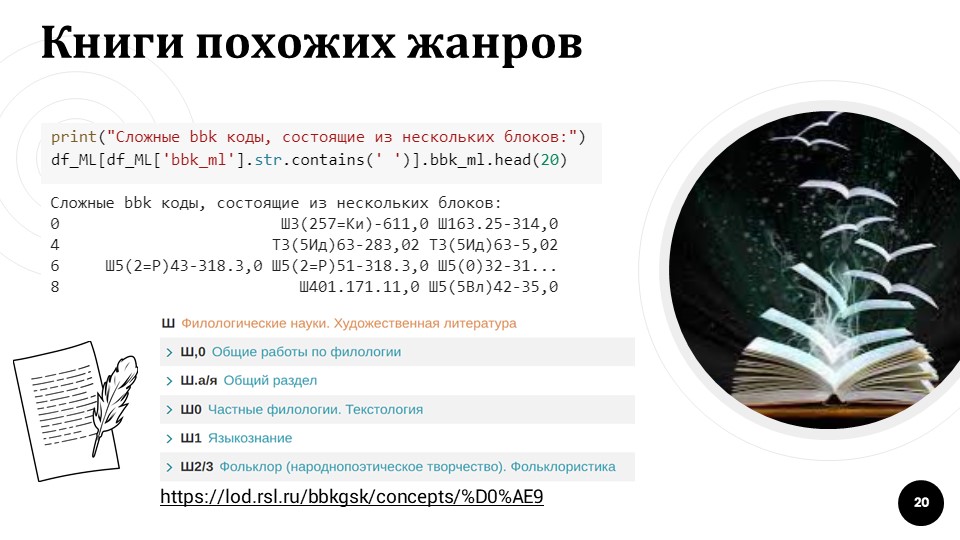 Книги похожих жанров
print("Сложные bbk коды, состоящие из нескольких блоков:")
df_ML[df_ML['bbk_ml'].str.contains(' ')].bbk_ml.head(20)
Сложные bbk коды, состоящие из нескольких блоков:
0 Ш3(257=Ки)-611,0 Ш163.25-314,0
4 Т3(5Ид)63-283,02 Т3(5Ид)63-5,02
6 Ш5(2=Р)43-318.3,0 Ш5(2=Р)51-318.3,0 Ш5(0)32-31...
8 Ш401.171.11,0 Ш5(5Вл)42-35,0
Ш Филологические науки. Художественная литература
Ш,0 Общие работы по филологии
Ш.а/я Общий раздел
Ш0 Частные филологии. Текстология
Ш1 Языкознание
Ш2/3 Фольклор (народнопоэтическое творчество). Фольклористика
https://lod.rsl.ru/bbkgsk/concepts/%D0%AE9
20